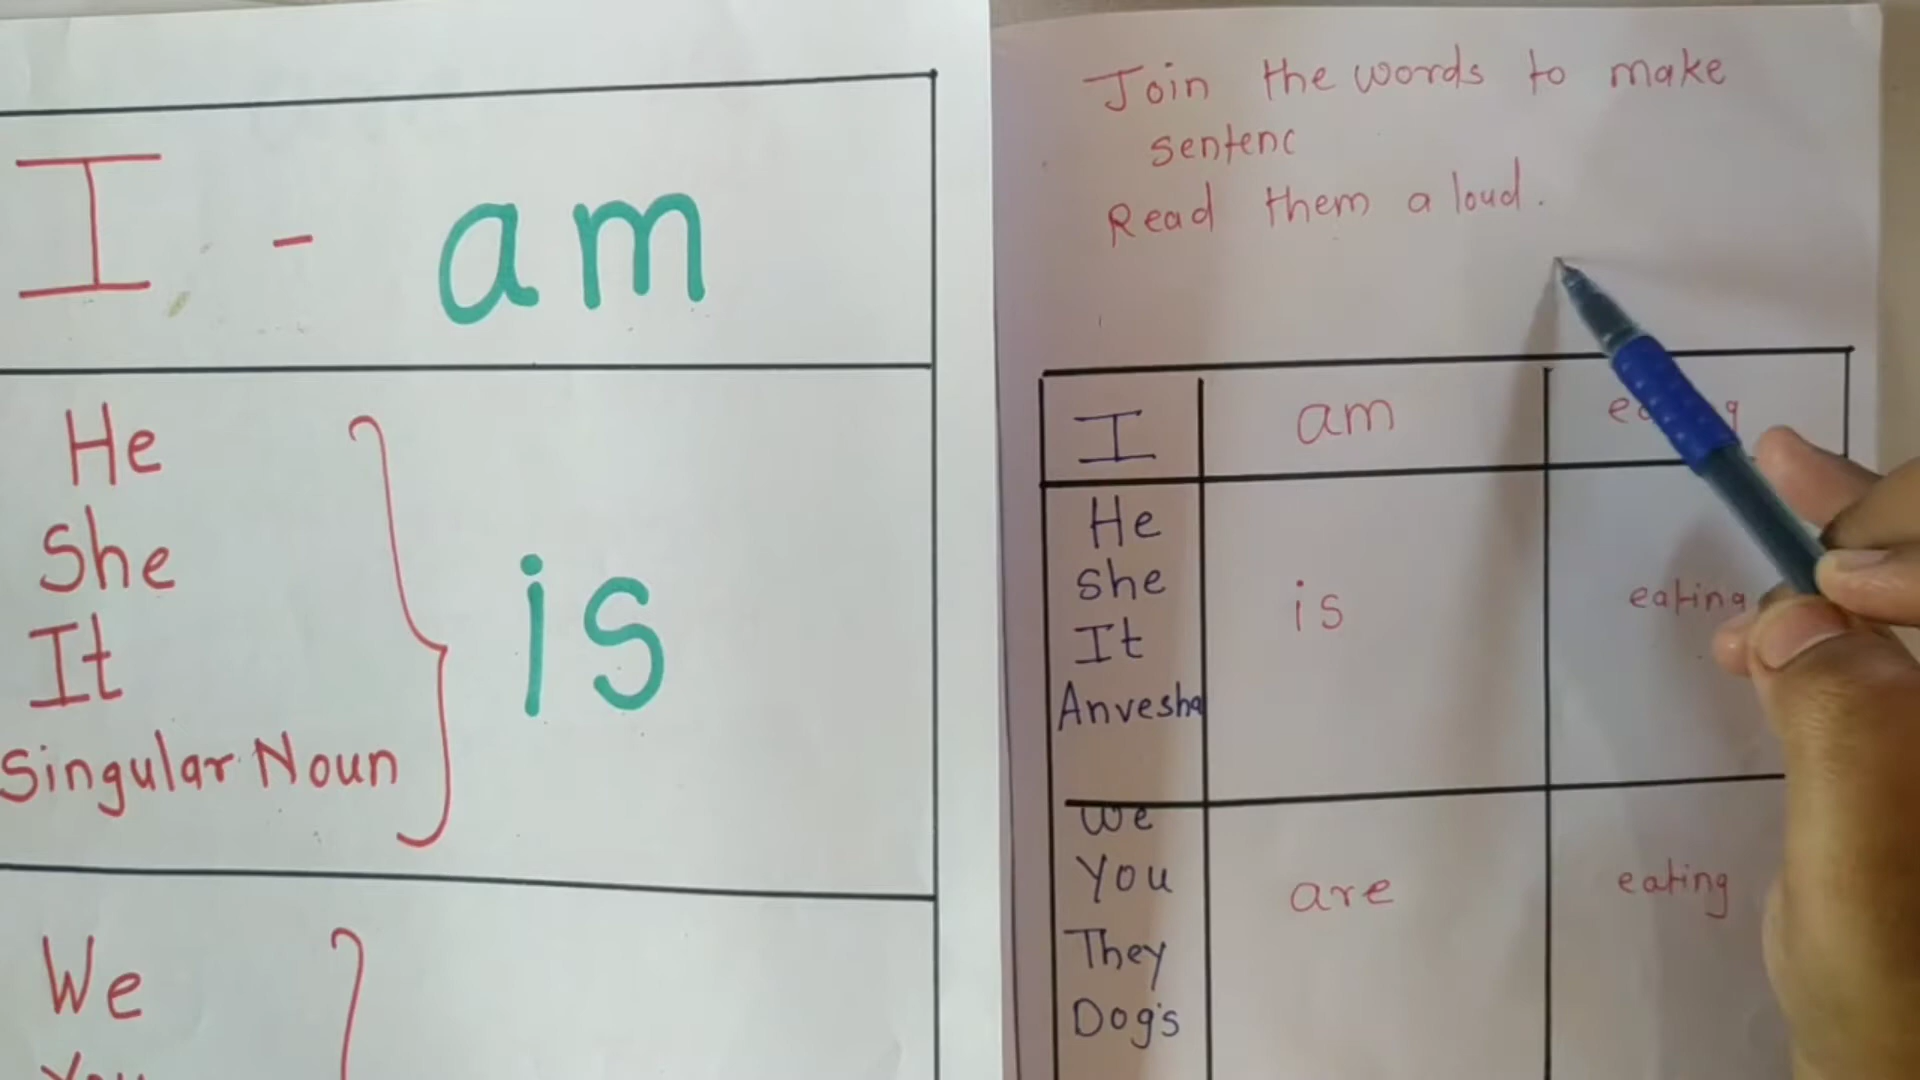 I - am
He
She
It
Singular Noun
is
We
Join the words to make
sentenc
Read them a loud.
I am
He
she
It
Anvesha
is eating
We
You
They
Dog's
are eating